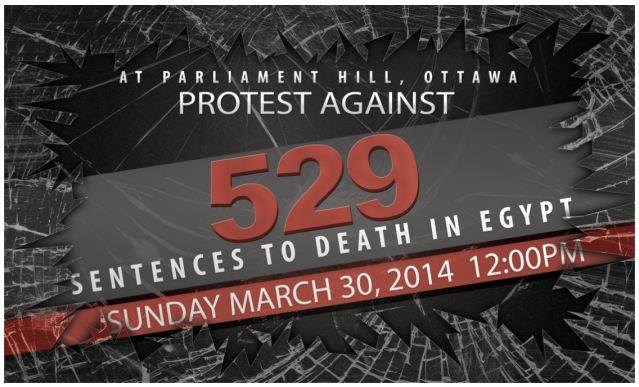 AT PARLIAMENT HILL, OTTAWA
PROTEST AGAINST
529
SENTENCES TO DEATH IN EGYPT
SUNDAY MARCH 30, 2014 12:00PM